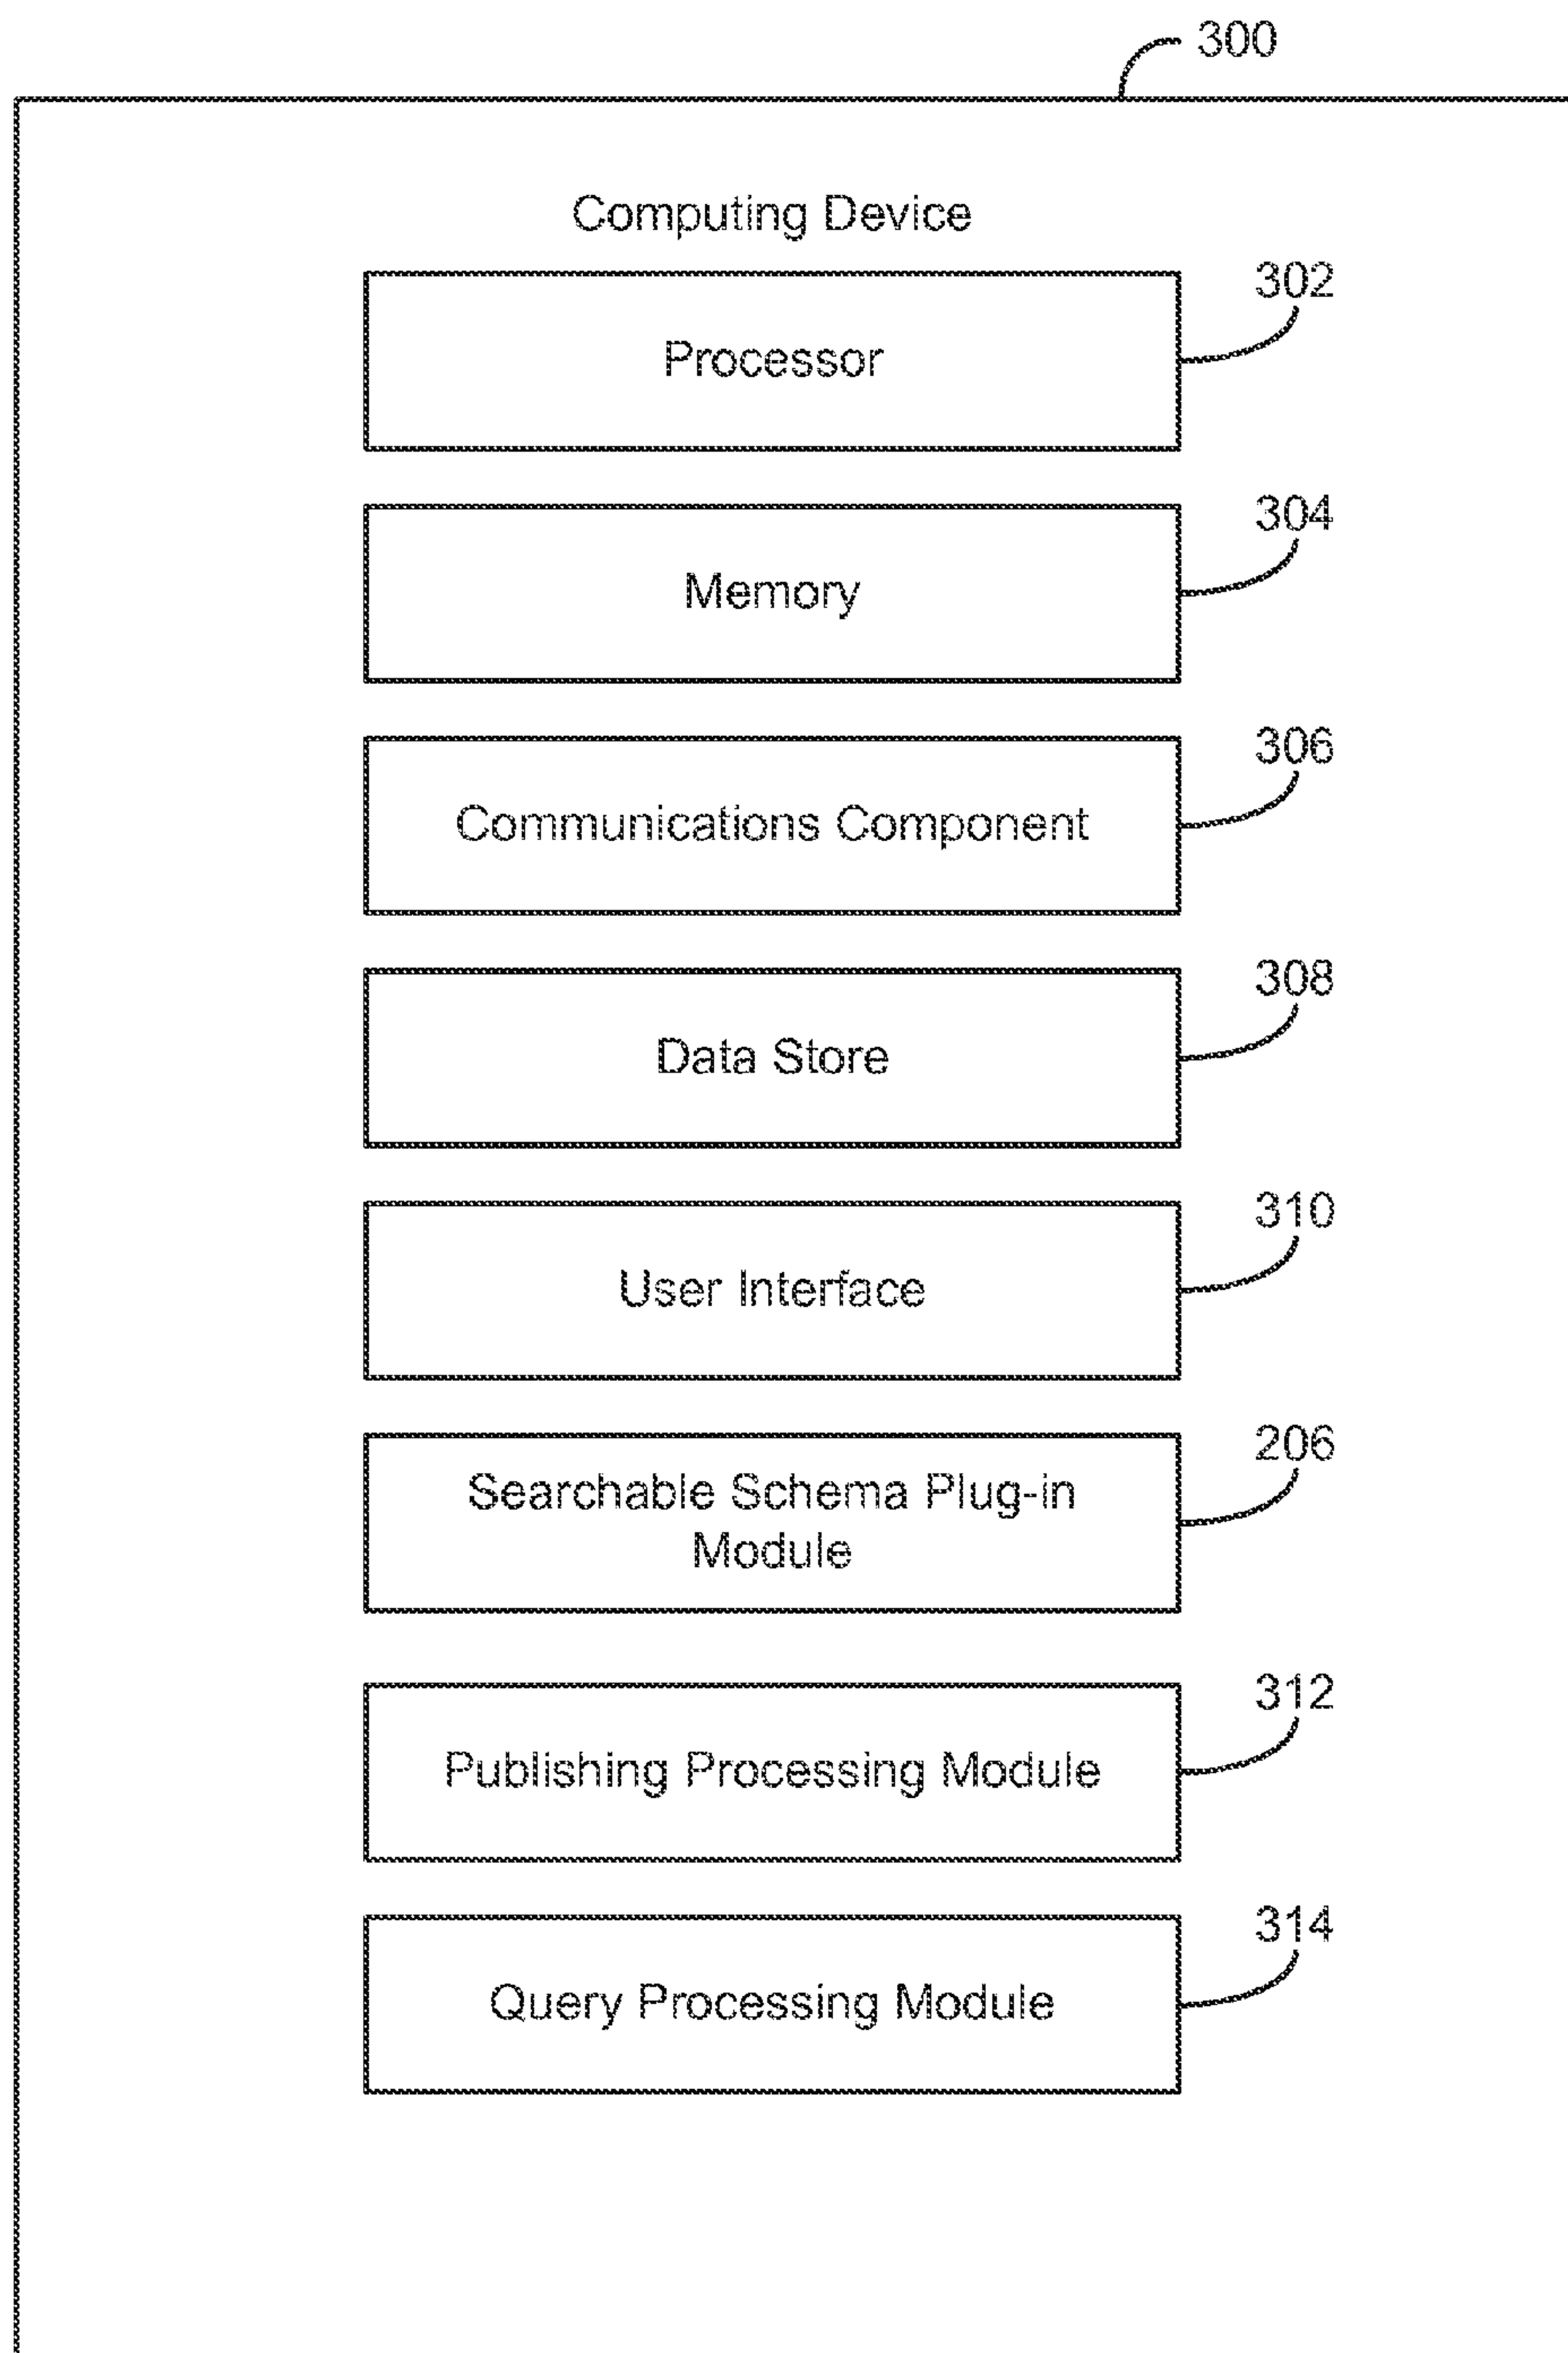 300
Computing Device
302
Processor
304
Memory
306
Communications Component
308
Data Store
310
User Interface
206
Searchable Schema Plug-in
Module
312
Publishing Processing Module
314
Query Processing Module